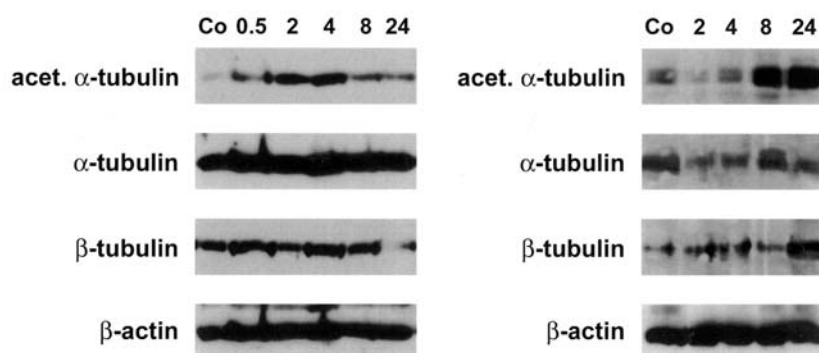 Co 0.5 2 4 8 24
acet. α-tubulin
α-tubulin
β-tubulin
β-actin
Co 2 4 8 24
acet. α-tubulin
α-tubulin
β-tubulin
β-actin